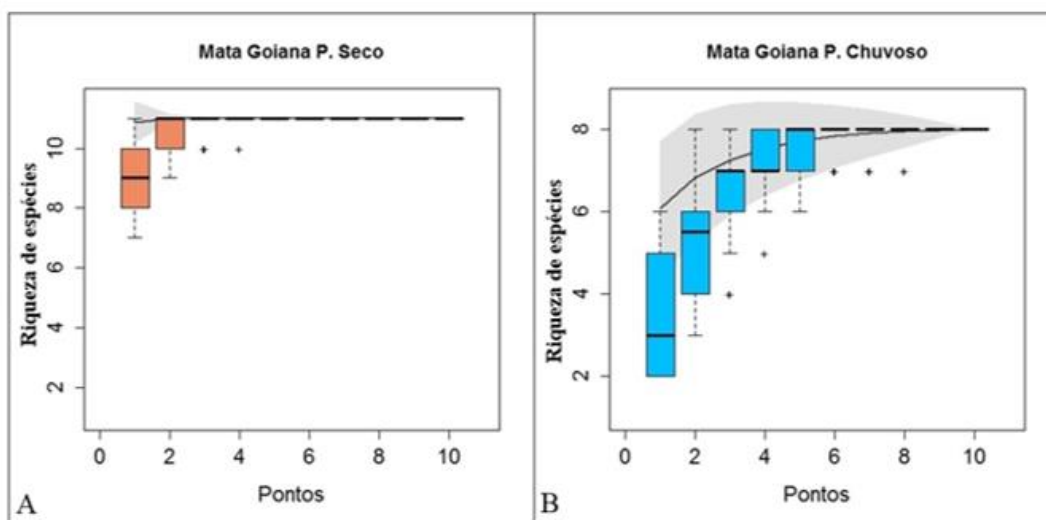 Mata Goiana P. Seco
Riqueza de espécies
10
8
6
4
2
0 2 4 6 8 10
Pontos
A
Mata Goiana P. Chuvoso
Riqueza de espécies
8
6
4
2
0 2 4 6 8 10
Pontos
B